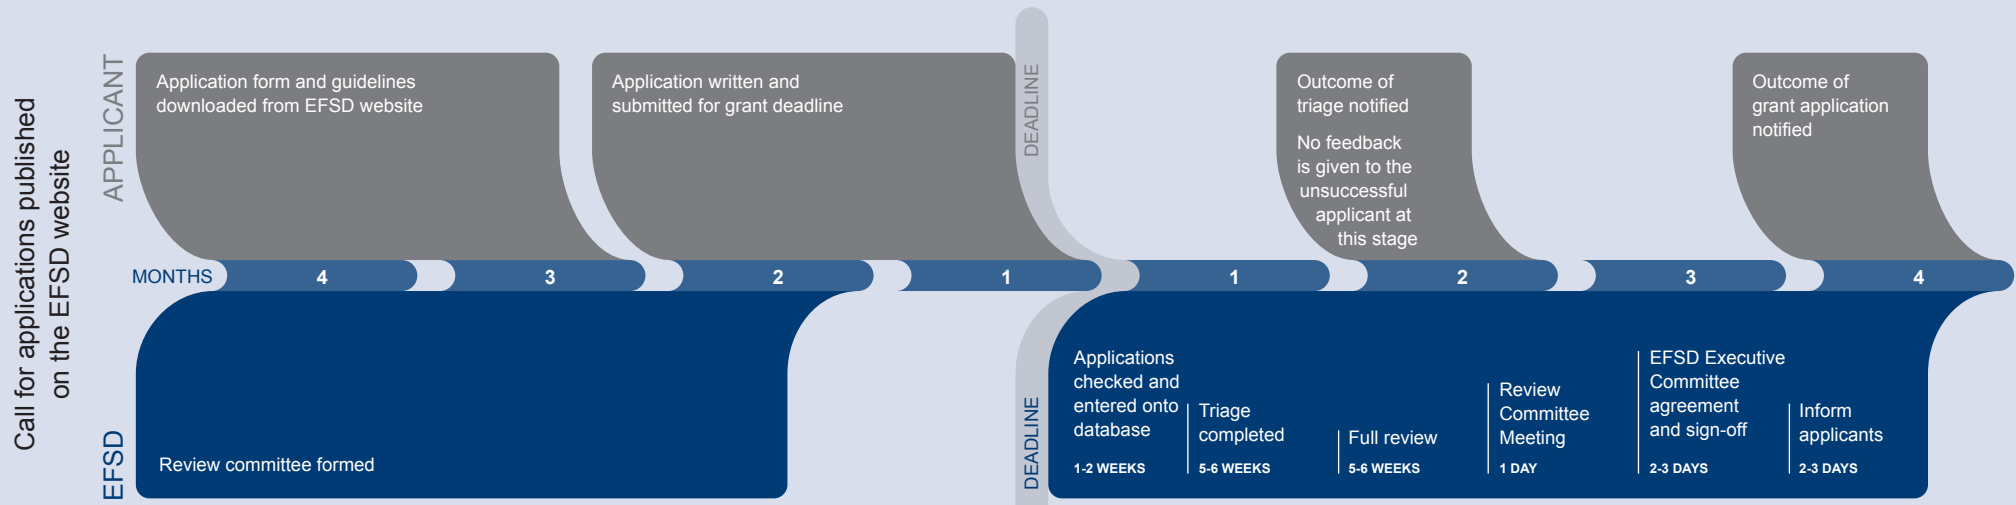 Call for applications published
on the EFSD website
APPLICANT
Application form and guidelines
downloaded from EFSD website
Application written and
submitted for grant deadline
DEADLINE
Outcome of
triage notified
No feedback
is given to the
unsuccessful
applicant at
this stage
Outcome of
grant application
notified
MONTHS
4
3
2
1
1
2
3
4
EFSD
Review committee formed
DEADLINE
Applications
checked and
entered onto
database
1-2 WEEKS
Triage
completed
5-6 WEEKS
Full review
5-6 WEEKS
Review
Committee
Meeting
1 DAY
EFSD Executive
Committee
agreement
and sign-off
2-3 DAYS
Inform
applicants
2-3 DAYS